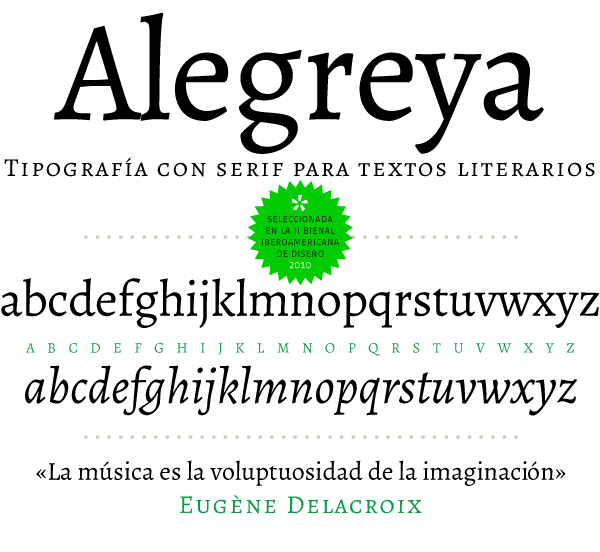 Alegreya
Tipografía con serif para textos literarios
*
SELECCIONADA
EN LA II BIENAL
IBEROAMERICANA
DE DISEÑO
2010
abcdefghijklmnopqrstuvwxyz
A B C D E F G H I J K L M N O P Q R S T U V W X Y Z
abcdefghijklmnopqrstuvwxyz
«La música es la voluptuosidad de la imaginación»
Eugène Delacroix